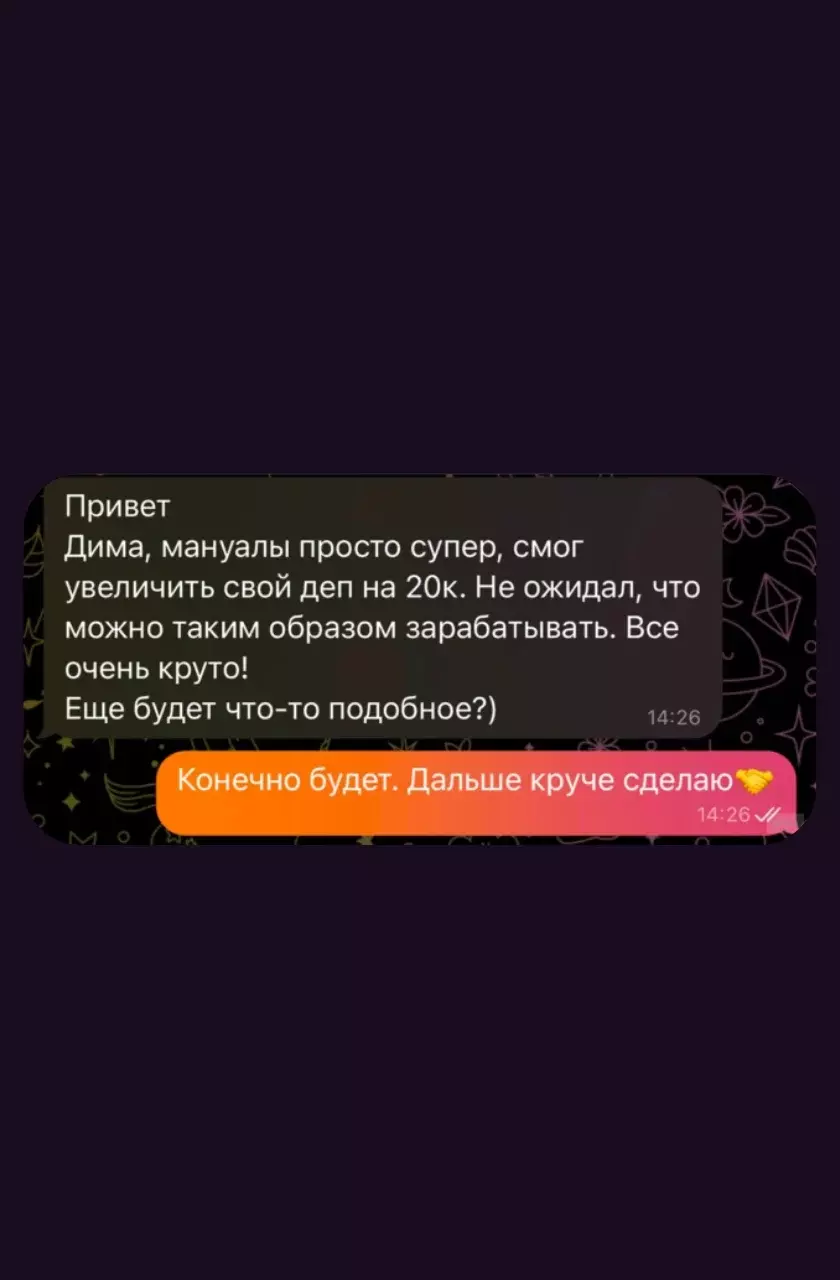 Привет
Дима, мануалы просто супер, смог
увеличить свой деп на 20к. Не ожидал, что
можно таким образом зарабатывать. Все
очень круто!
Еще будет что-то подобное?)
14:26
Конечно будет. Дальше круче сделаю🤝
14:26